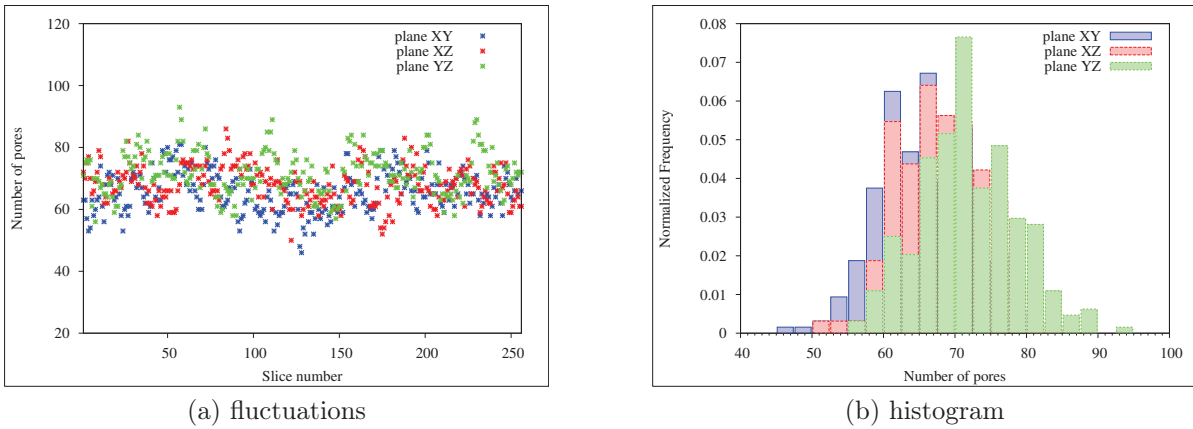 120
100
80
60
40
20
50
100
150
200
250
Number of pores
Slice number
plane XY
plane XZ
plane YZ
(a) fluctuations
0.08
0.07
0.06
0.05
0.04
0.03
0.02
0.01
0
40
50
60
70
80
90
100
Normalized Frequency
Number of pores
plane XY
plane XZ
plane YZ
(b) histogram